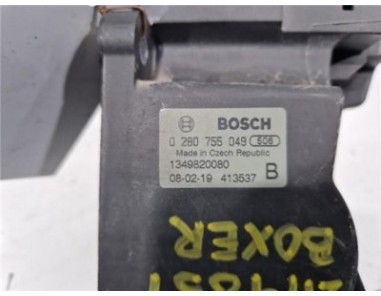 BOSCH
0 280 755 049 506
Made in Czech Republic
1349820080
08-02-19 413537 B
BOXER